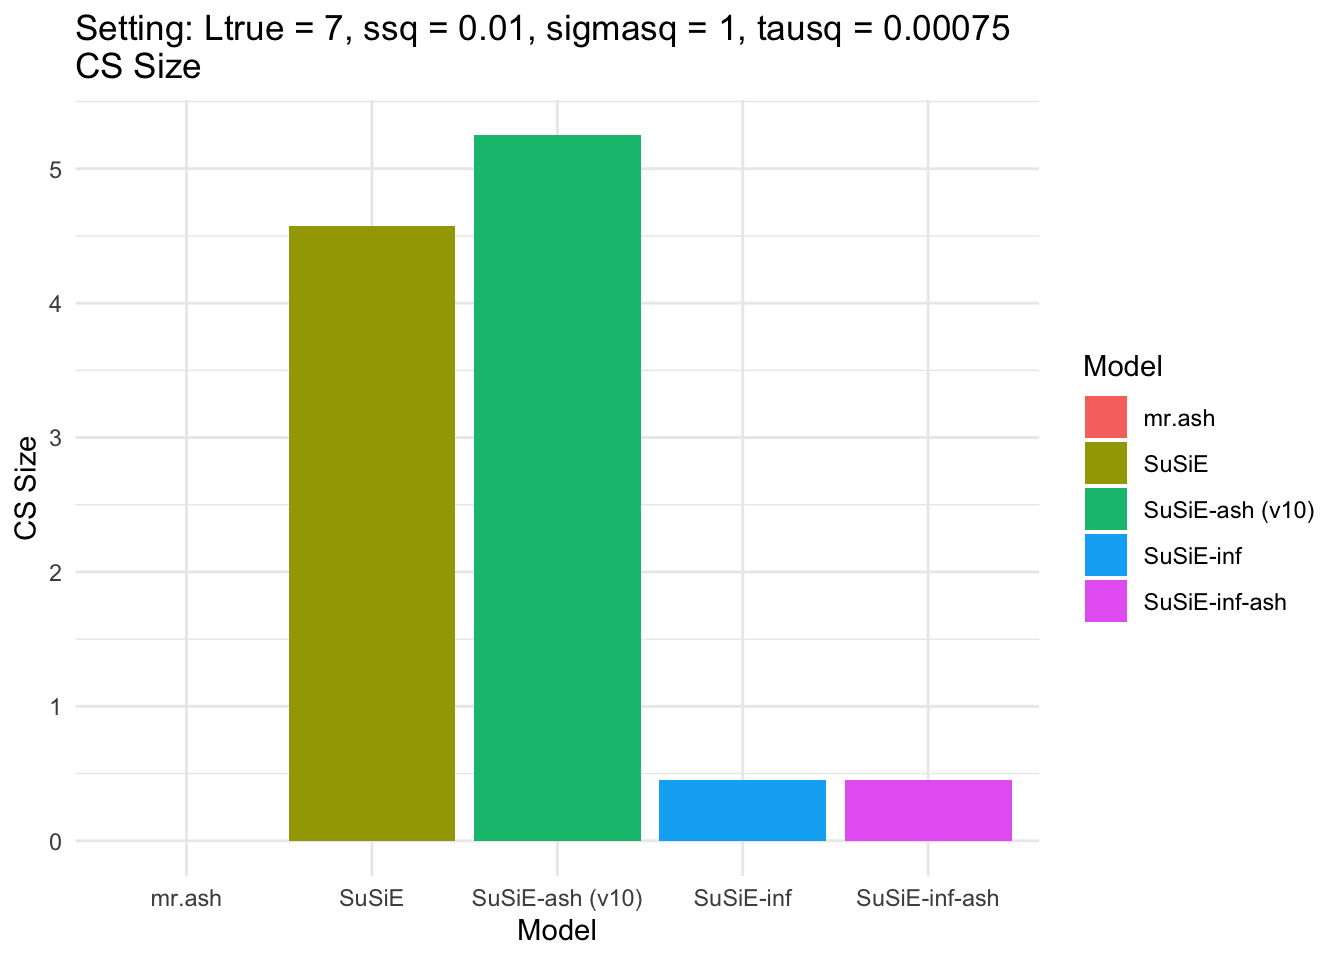 Setting: Ltrue = 7, ssq = 0.01, sigmasq = 1, tausq = 0.00075
CS Size
5
4
3
2
1
0
CS Size
mr.ash
SuSiE
SuSiE-ash (v10)
SuSiE-inf
SuSiE-inf-ash
Model
Model
mr.ash
SuSiE
SuSiE-ash (v10)
SuSiE-inf
SuSiE-inf-ash